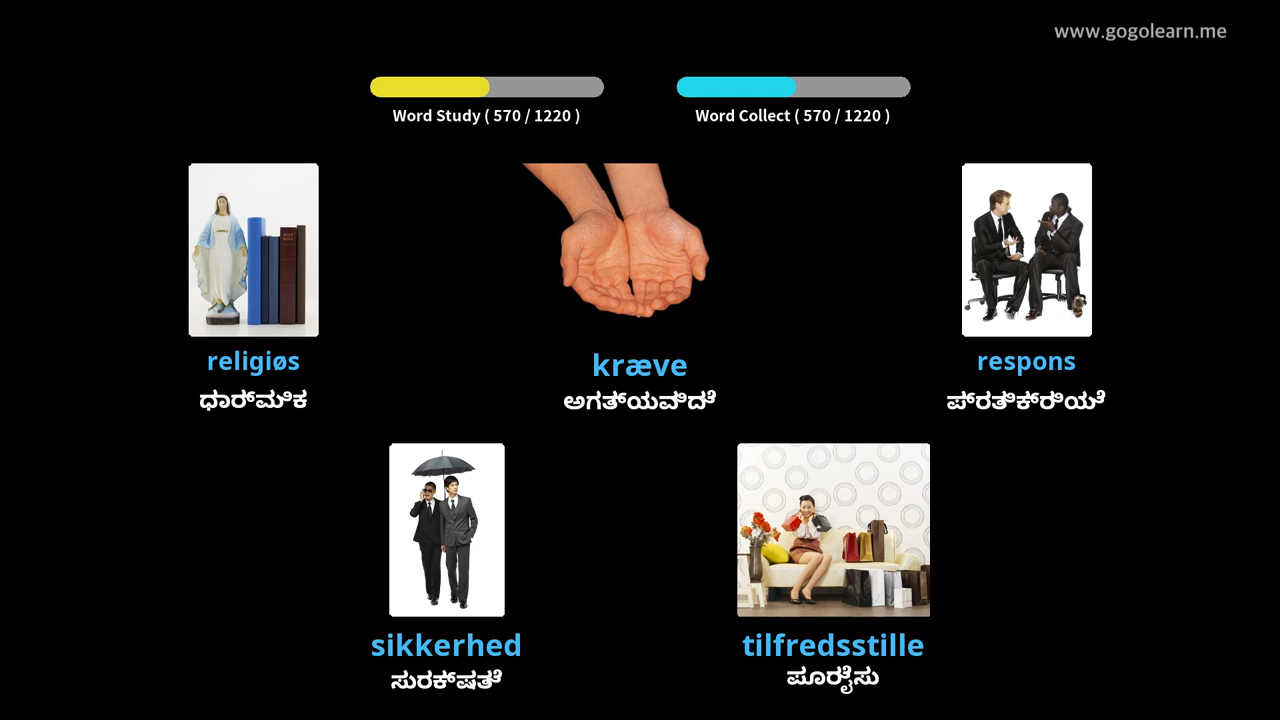 www.gogolearn.me
Word Study ( 570 / 1220 )
Word Collect ( 570 / 1220 )
religiøs
ಧಾರ್ಮಿಕ
kræve
ಅಗತ್ಯವಿದೆ
respons
ಪ್ರತಿಕ್ರಿಯೆ
sikkerhed
ಸುರಕ್ಷತೆ
tilfredsstille
ಪೂರೈಸು